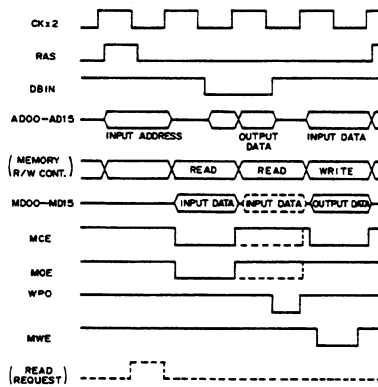 CKx2
RAS
DBIN
AD00-AD15
INPUT ADDRESS
OUTPUT DATA
INPUT DATA
(MEMORY R/W CONT.)
READ
READ
WRITE
MD00-MD15
INPUT DATA
INPUT DATA
OUTPUT DATA
MCE
MOE
WPO
MWE
(READ REQUEST)